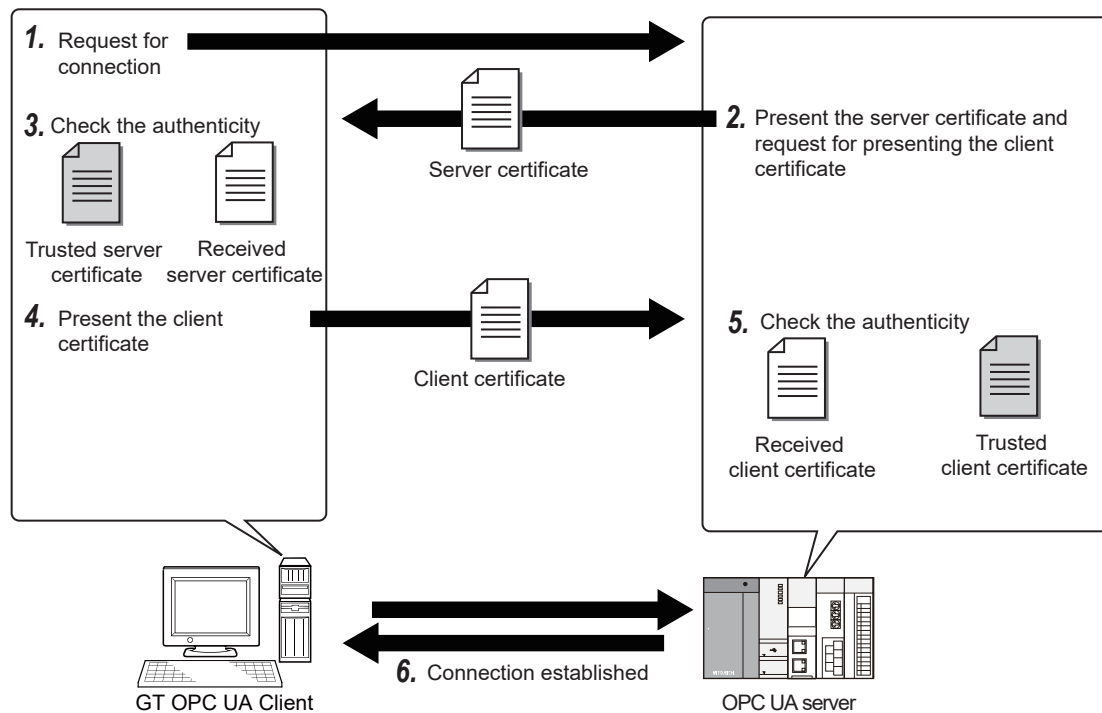 1. Request for
connection
2. Present the server certificate and
request for presenting the client
certificate
Server certificate
3. Check the authenticity
Trusted server
certificate
Received
server certificate
4. Present the client
certificate
Client certificate
5. Check the authenticity
Received
client certificate
Trusted
client certificate
6. Connection established
GT OPC UA Client
OPC UA server